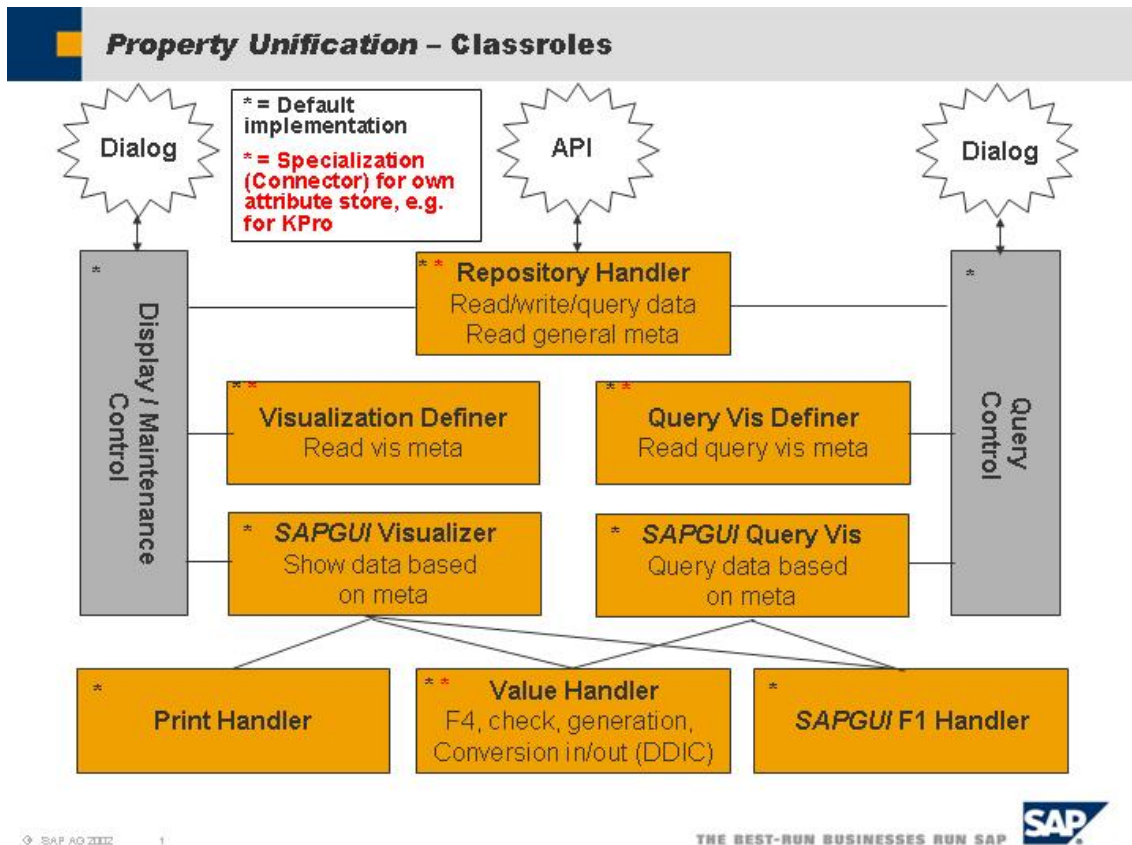 Property Unification – Classroles
Dialog
* = Default
implementation
* = Specialization
(Connector) for own
attribute store, e.g.
for KPro
API
Dialog
*
Display / Maintenance
Control
* * Repository Handler
Read/write/query data
Read general meta
*
Query
Control
* *
Visualization Definer
Read vis meta
* *
Query Vis Definer
Read query vis meta
* SAPGUI Visualizer
Show data based
on meta
* SAPGUI Query Vis
Query data based
on meta
*
Print Handler
* * Value Handler
F4, check, generation,
Conversion in/out (DDIC)
*
SAPGUI F1 Handler
© SAP AG 2002 1
THE BEST-RUN BUSINESSES RUN SAP
SAP